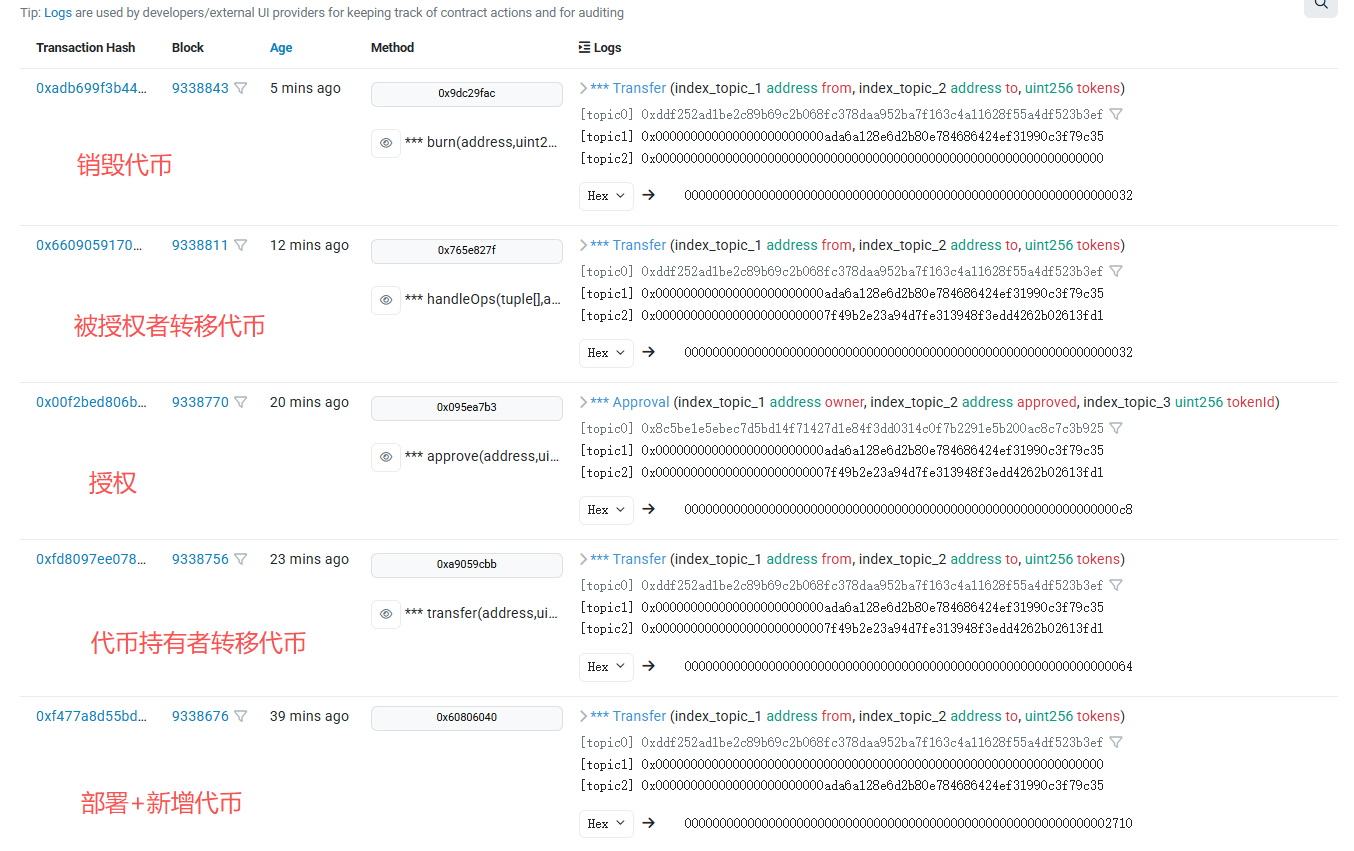 Tip: Logs are used by developers/external UI providers for keeping track of contract actions and for auditing
Transaction Hash Block Age Method Logs
0xadb699f3b44... 9338843 5 mins ago 0x9dc29fac *** Transfer (index_topic_1 address from, index_topic_2 address to, uint256 tokens)
[topic0] 0xddf252ad1be2c89b69c2b068fc378daa952ba7f163c4a11628f55a4df523b3ef
*** burn(address,uint2... [topic1] 0x000000000000000000000000ada6a128e6d2b80e784686424ef31990c3f79c35
销毁代币 [topic2] 0x0000000000000000000000000000000000000000000000000000000000000000
Hex 0000000000000000000000000000000000000000000000000000000000000032
0x6609059170... 9338811 12 mins ago 0x765e827f *** Transfer (index_topic_1 address from, index_topic_2 address to, uint256 tokens)
[topic0] 0xddf252ad1be2c89b69c2b068fc378daa952ba7f163c4a11628f55a4df523b3ef
*** handleOps(tuple[],a... [topic1] 0x000000000000000000000000ada6a128e6d2b80e784686424ef31990c3f79c35
被授权者转移代币 [topic2] 0x0000000000000000000000007f49b2e23a94d7fe313948f3edd4262b02613fd1
Hex 0000000000000000000000000000000000000000000000000000000000000032
0x00f2bed806b... 9338770 20 mins ago 0x095ea7b3 *** Approval (index_topic_1 address owner, index_topic_2 address approved, index_topic_3 uint256 tokenId)
[topic0] 0x8c5be1e5ebec7d5bd14f71427d1e84f3dd0314c0f7b2291e5b200ac8c7c3b925
*** approve(address,ui... [topic1] 0x000000000000000000000000ada6a128e6d2b80e784686424ef31990c3f79c35
授权 [topic2] 0x0000000000000000000000007f49b2e23a94d7fe313948f3edd4262b02613fd1
Hex 00000000000000000000000000000000000000000000000000000000000000c8
0xfd8097ee078... 9338756 23 mins ago 0xa9059cbb *** Transfer (index_topic_1 address from, index_topic_2 address to, uint256 tokens)
[topic0] 0xddf252ad1be2c89b69c2b068fc378daa952ba7f163c4a11628f55a4df523b3ef
*** transfer(address,ui... [topic1] 0x000000000000000000000000ada6a128e6d2b80e784686424ef31990c3f79c35
代币持有者转移代币 [topic2] 0x0000000000000000000000007f49b2e23a94d7fe313948f3edd4262b02613fd1
Hex 0000000000000000000000000000000000000000000000000000000000000064
0xf477a8d55bd... 9338676 39 mins ago 0x60806040 *** Transfer (index_topic_1 address from, index_topic_2 address to, uint256 tokens)
[topic0] 0xddf252ad1be2c89b69c2b068fc378daa952ba7f163c4a11628f55a4df523b3ef
[topic1] 0x0000000000000000000000000000000000000000000000000000000000000000
部署+新增代币 [topic2] 0x000000000000000000000000ada6a128e6d2b80e784686424ef31990c3f79c35
Hex 0000000000000000000000000000000000000000000000000000000000002710